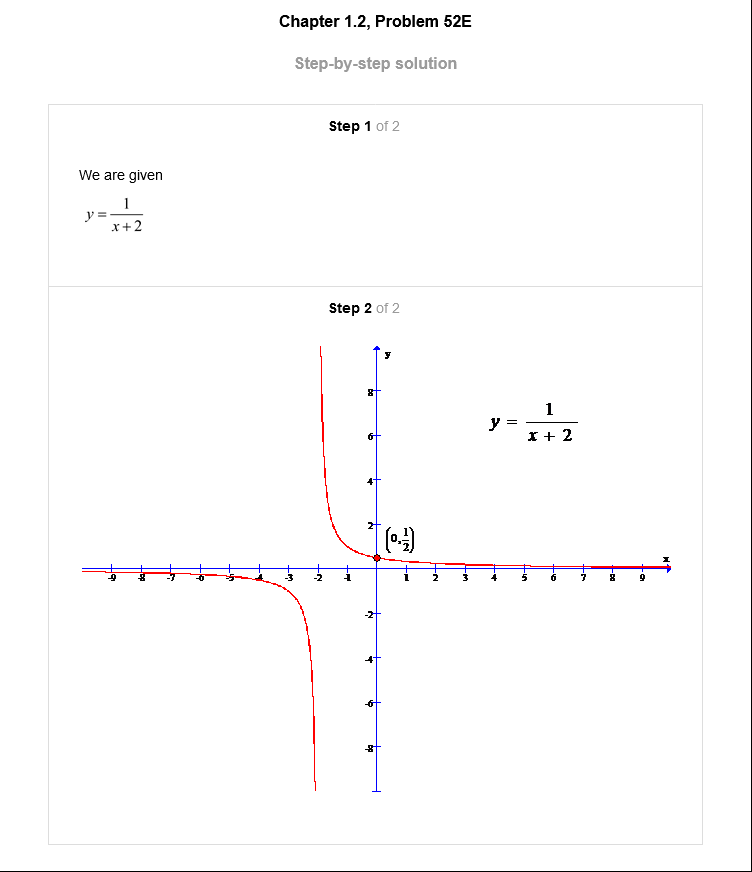 Chapter 1.2, Problem 52E
Step-by-step solution
Step 1 of 2
We are given
y = 1/(x+2)
Step 2 of 2
y
8
6
4
2
y = 1/(x + 2)
(0, 1/2)
x
-9 -8 -7 -6 -5 -4 -3 -2 -1 1 2 3 4 5 6 7 8 9
-2
-4
-6
-8